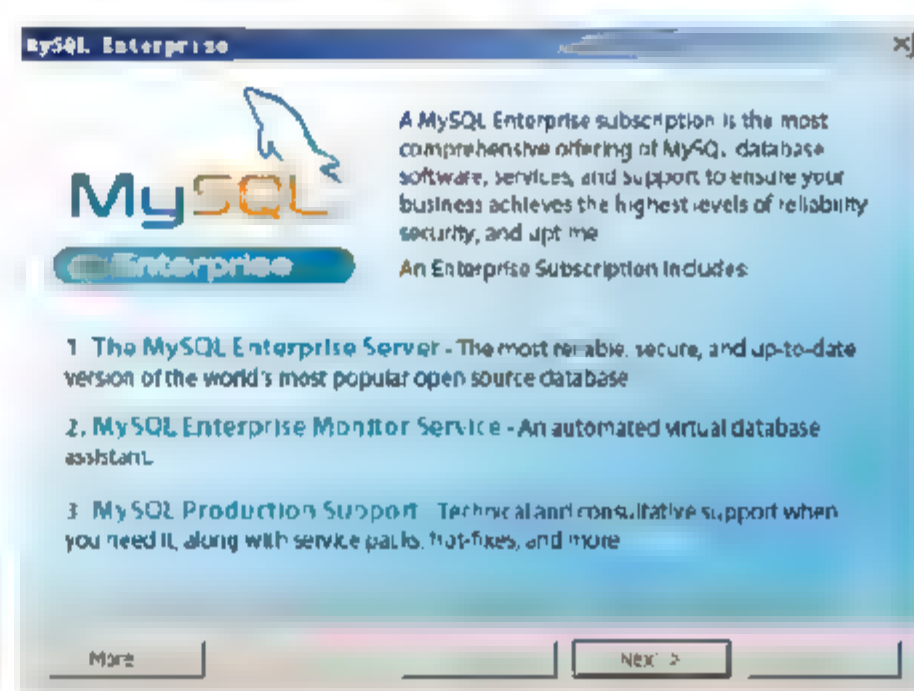 MySQL Enterprise
MySQL
Enterprise
A MySQL Enterprise subscription is the most
comprehensive offering of MySQL database
software, services, and support to ensure your
business achieves the highest levels of reliability
security, and uptime
An Enterprise Subscription Includes
1 The MySQL Enterprise Server - The most reliable, secure, and up-to-date
version of the world's most popular open source database
2. MySQL Enterprise Monitor Service - An automated virtual database
assistant.
3 MySQL Production Support Technical and consultative support when
you need it, along with service packs, hot-fixes, and more
More
Next >